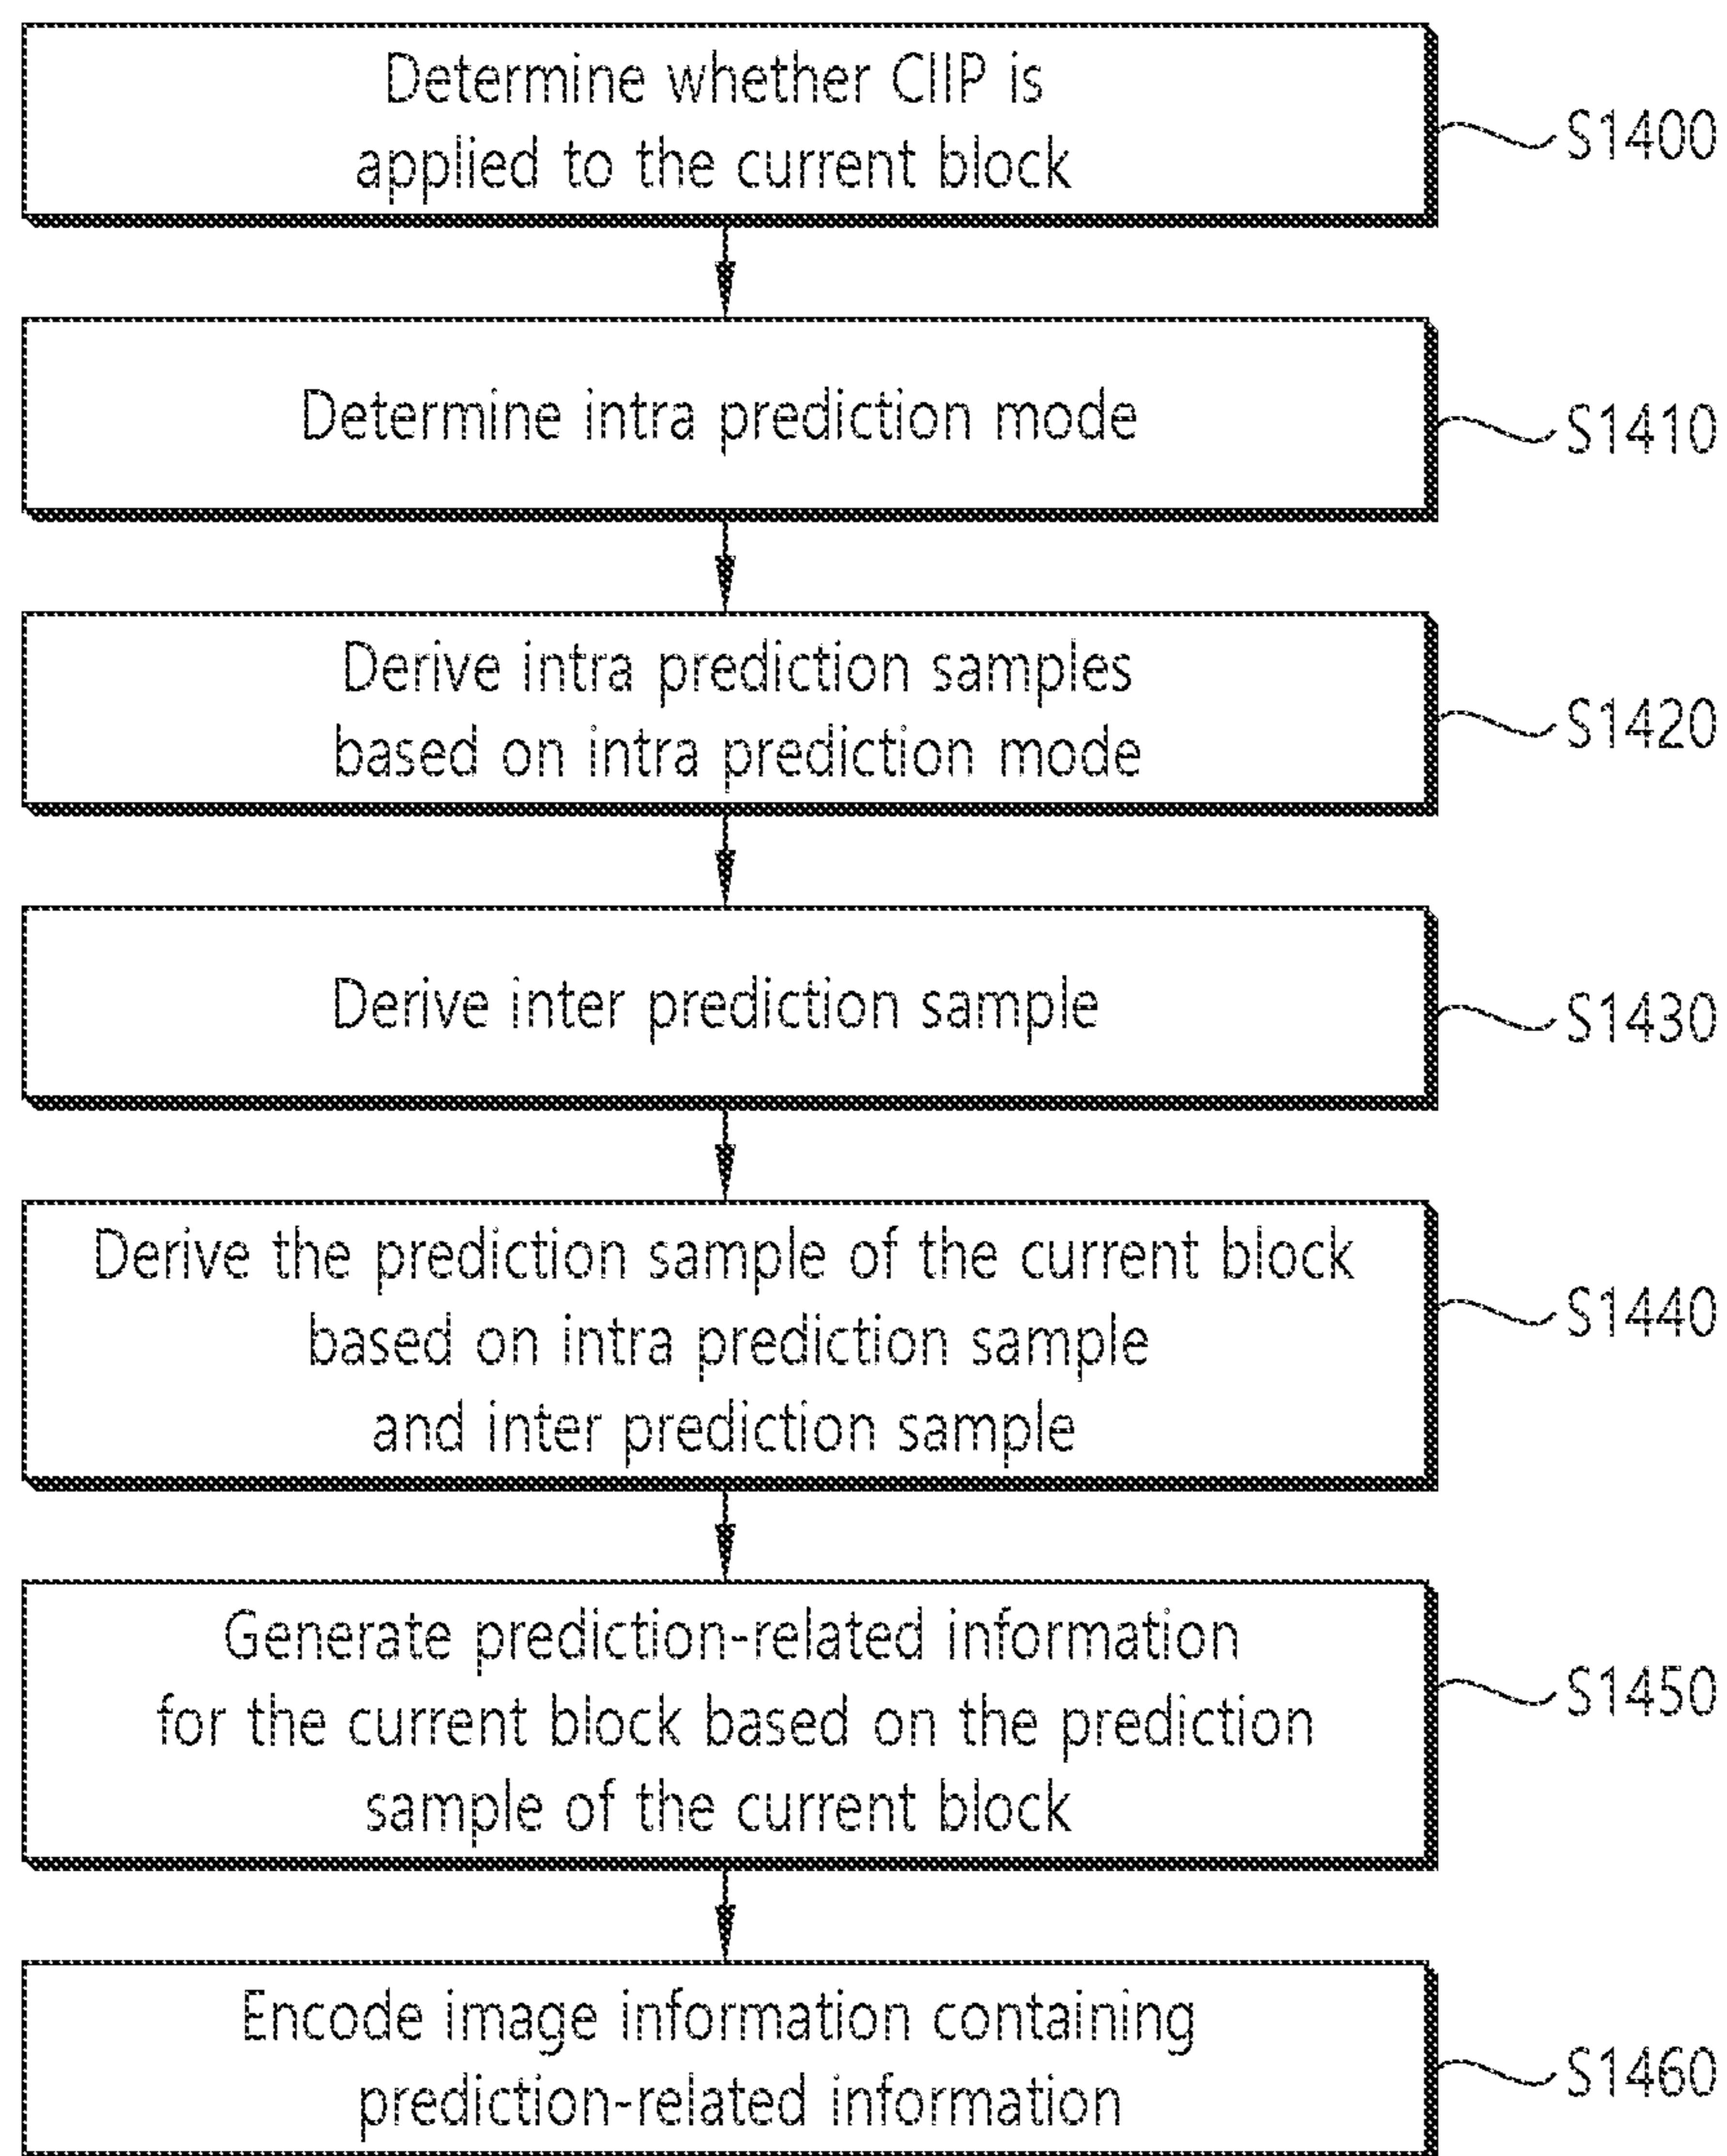 Determine whether CIIP is
applied to the current block
S1400
Determine intra prediction mode
S1410
Derive intra prediction samples
based on intra prediction mode
S1420
Derive inter prediction sample
S1430
Derive the prediction sample of the current block
based on intra prediction sample
and inter prediction sample
S1440
Generate prediction-related information
for the current block based on the prediction
sample of the current block
S1450
Encode image information containing
prediction-related information
S1460